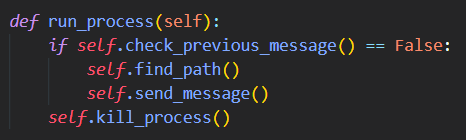 def run_process(self):
    if self.check_previous_message() == False:
        self.find_path()
        self.send_message()
    self.kill_process()